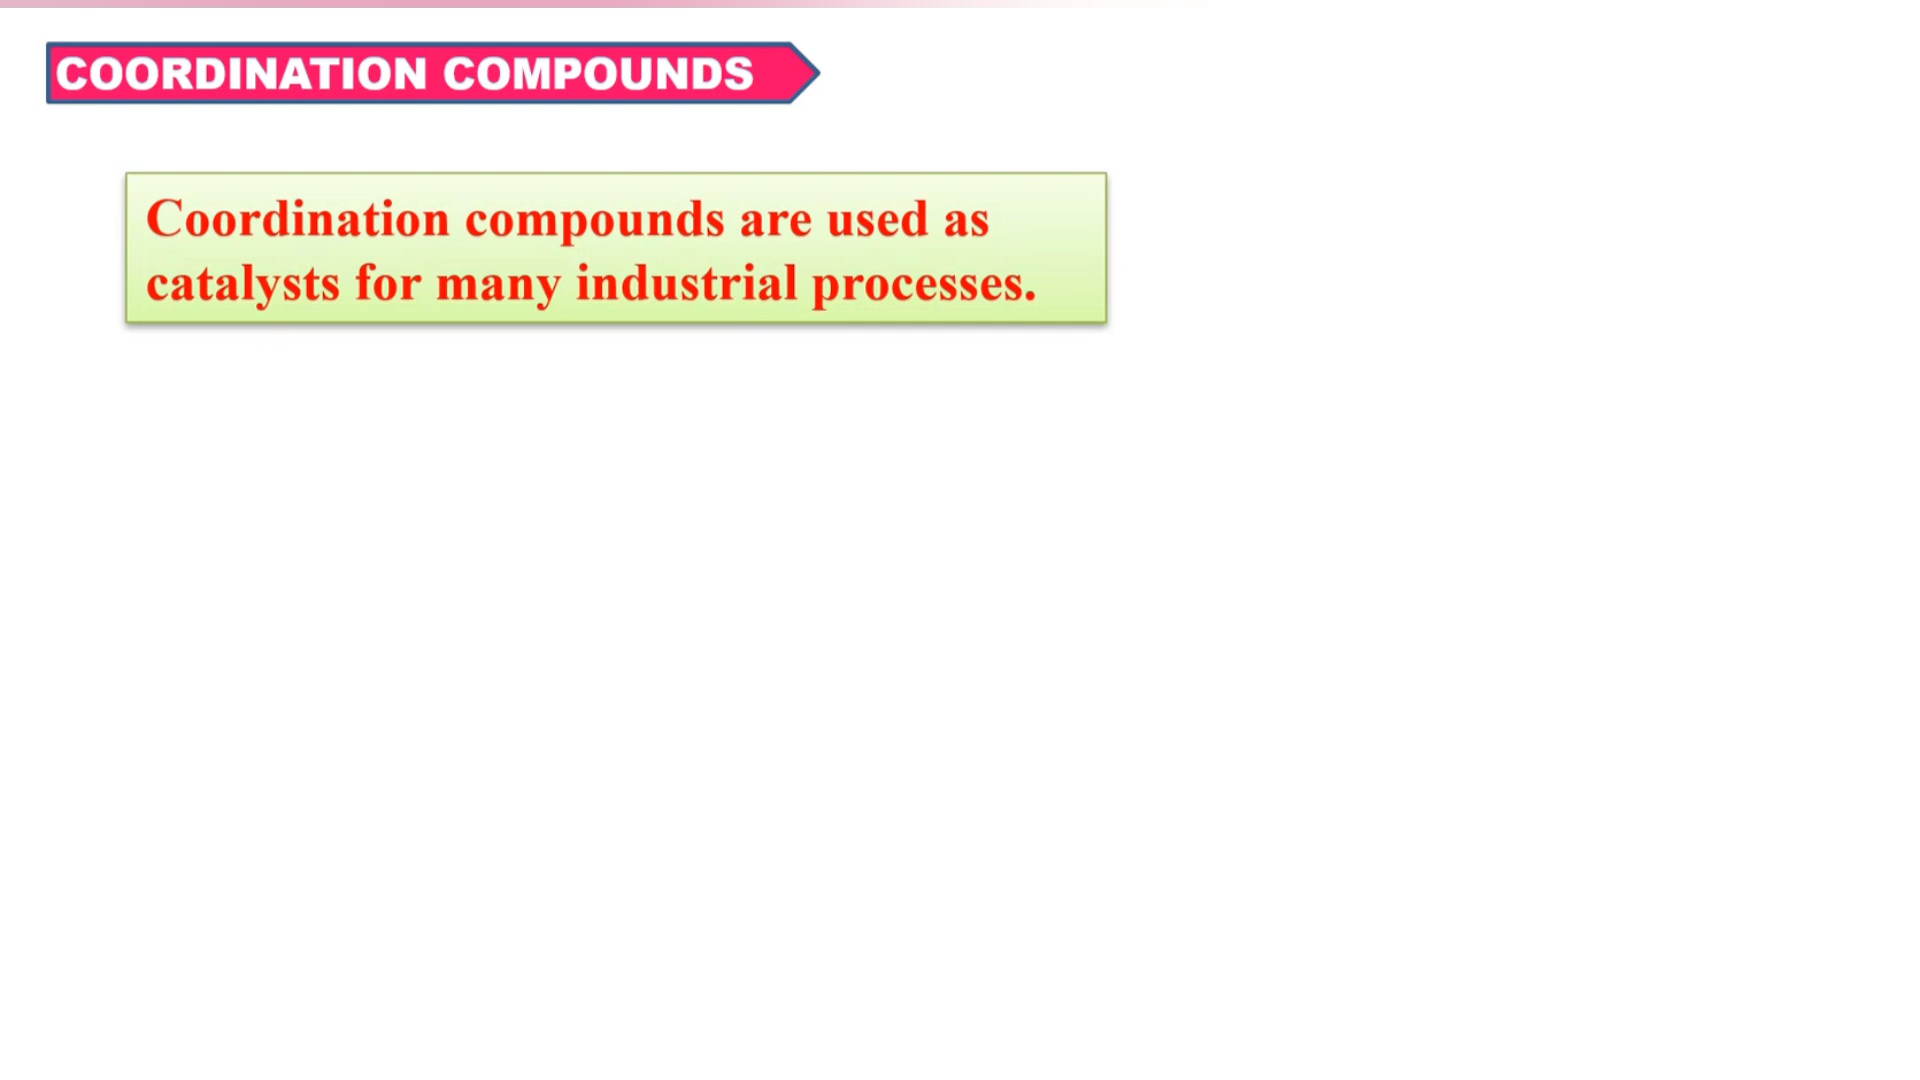 COORDINATION COMPOUNDS
Coordination compounds are used as
catalysts for many industrial processes.